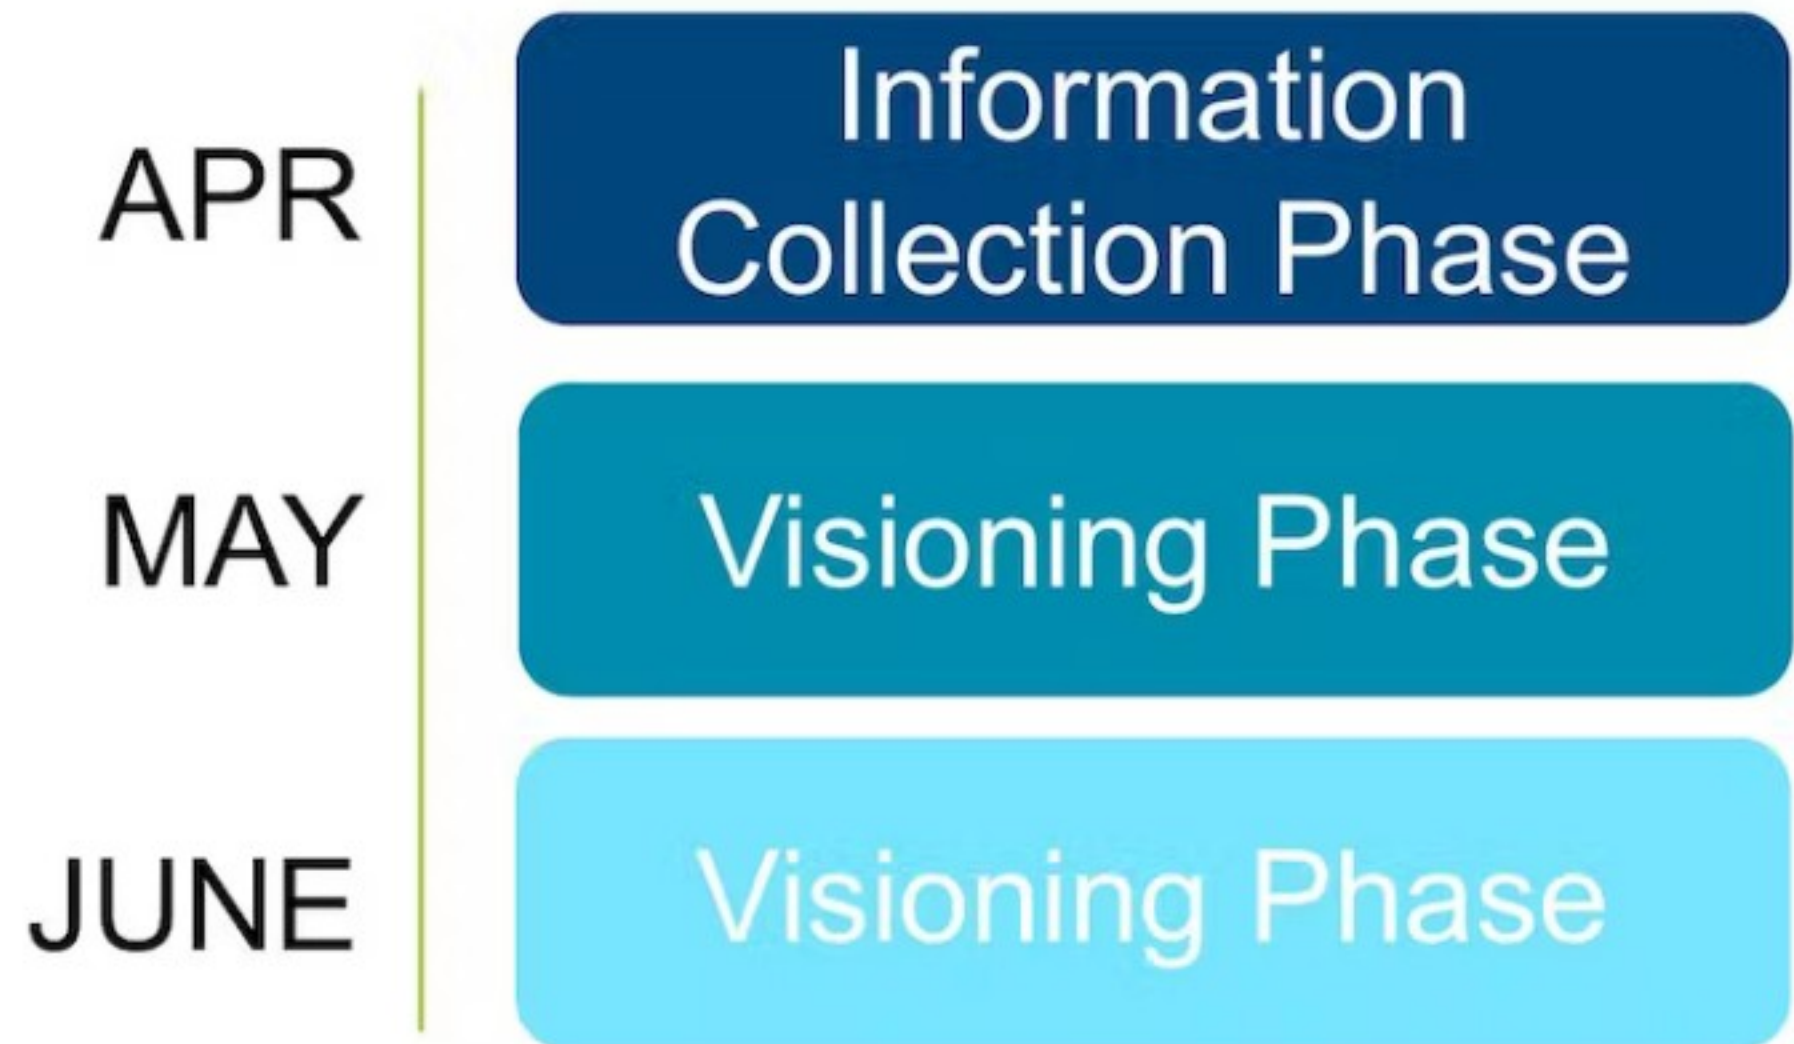 APR
Information
Collection Phase
MAY
Visioning Phase
JUNE
Visioning Phase